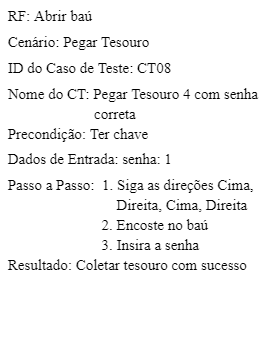 RF: Abrir baú
Cenário: Pegar Tesouro
ID do Caso de Teste: CT08
Nome do CT: Pegar Tesouro 4 com senha
correta
Precondição: Ter chave
Dados de Entrada: senha: 1
Passo a Passo: 1. Siga as direções Cima,
Direita, Cima, Direita
2. Encoste no baú
3. Insira a senha
Resultado: Coletar tesouro com sucesso